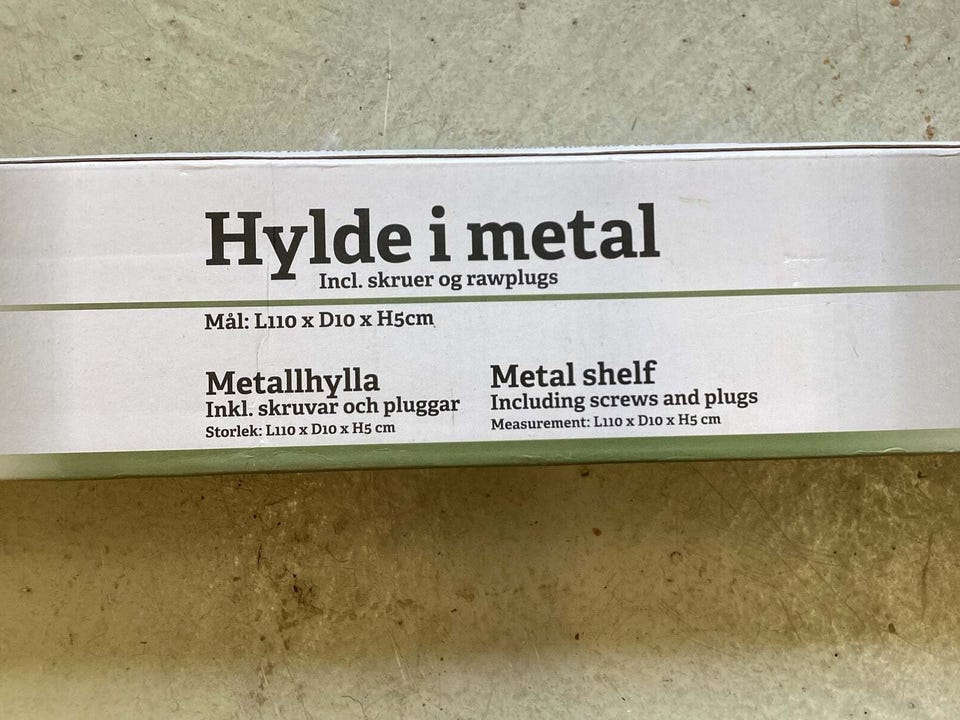 Hylde i metal
Incl. skruer og rawplugs
Mål: L110 x D10 x H5cm
Metallhylla
Inkl. skruvar och pluggar
Storlek: L110 x D10 x H5 cm
Metal shelf
Including screws and plugs
Measurement: L110 x D10 x H5 cm